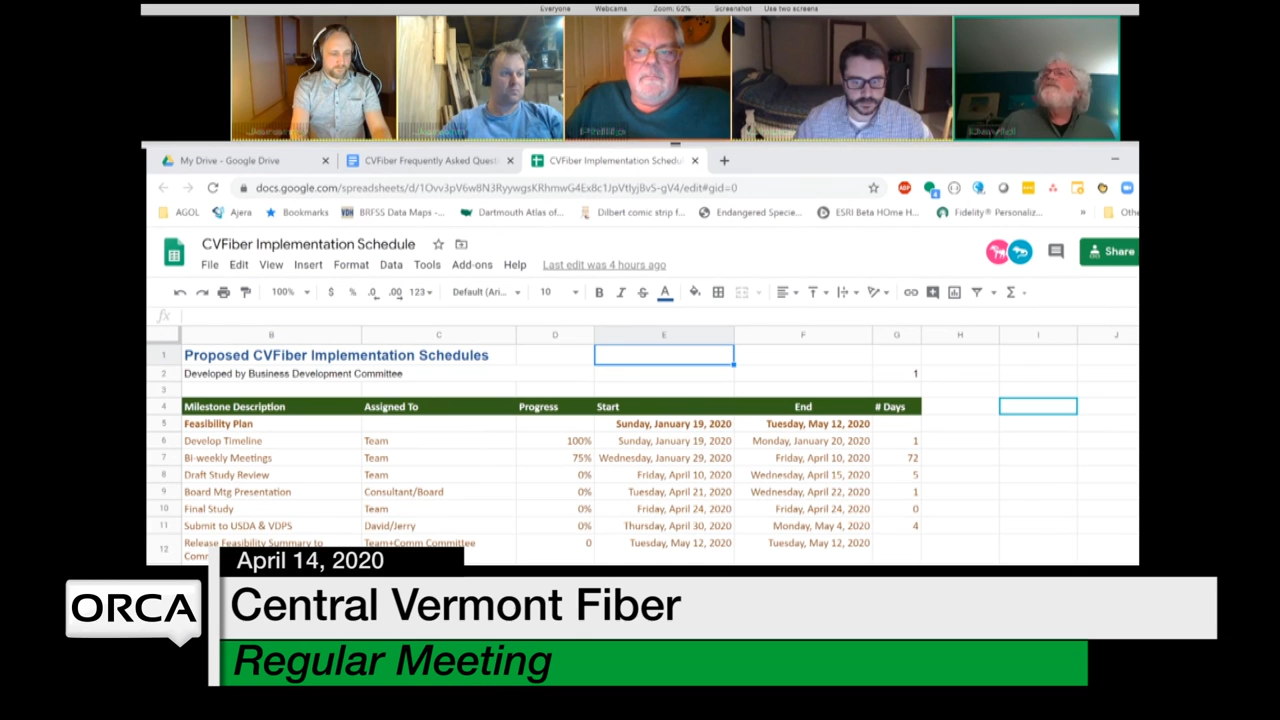 Everyone Webcams Zoom: 62% Screenshot Use two screens
Phillip David
My Drive - Google Drive CVFiber Frequently Asked Quest CVFiber Implementation Schedul
docs.google.com/spreadsheets/d/1Ovv3pV6w8N3RyywgsKRhmwG4Ex8c1JpVtlyjBvS-gV4/edit#gid=0
AGOL Ajera Bookmarks BRFSS Data Maps -... Dartmouth Atlas of... Dilbert comic strip f... Endangered Specie... ESRI Beta HOme H... Fidelity® Personaliz... » Othe
CVFiber Implementation Schedule
Share
File Edit View Insert Format Data Tools Add-ons Help Last edit was 4 hours ago
100% $ % .0 .00 123 Default (Ari... 10 B I S A
fx
B C D E F G H I J
1 Proposed CVFiber Implementation Schedules
2 Developed by Business Development Committee 1
3
4 Milestone Description Assigned To Progress Start End # Days
5 Feasibility Plan Sunday, January 19, 2020 Tuesday, May 12, 2020
6 Develop Timeline Team 100% Sunday, January 19, 2020 Monday, January 20, 2020 1
7 Bi-weekly Meetings Team 75% Wednesday, January 29, 2020 Friday, April 10, 2020 72
8 Draft Study Review Team 0% Friday, April 10, 2020 Wednesday, April 15, 2020 5
9 Board Mtg Presentation Consultant/Board 0% Tuesday, April 21, 2020 Wednesday, April 22, 2020 1
10 Final Study Team 0% Friday, April 24, 2020 Friday, April 24, 2020 0
11 Submit to USDA & VDPS David/Jerry 0% Thursday, April 30, 2020 Monday, May 4, 2020 4
12 Release Feasibility Summary to Team+Comm Committee 0 Tuesday, May 12, 2020 Tuesday, May 12, 2020
Comm
April 14, 2020
ORCA
Central Vermont Fiber
Regular Meeting